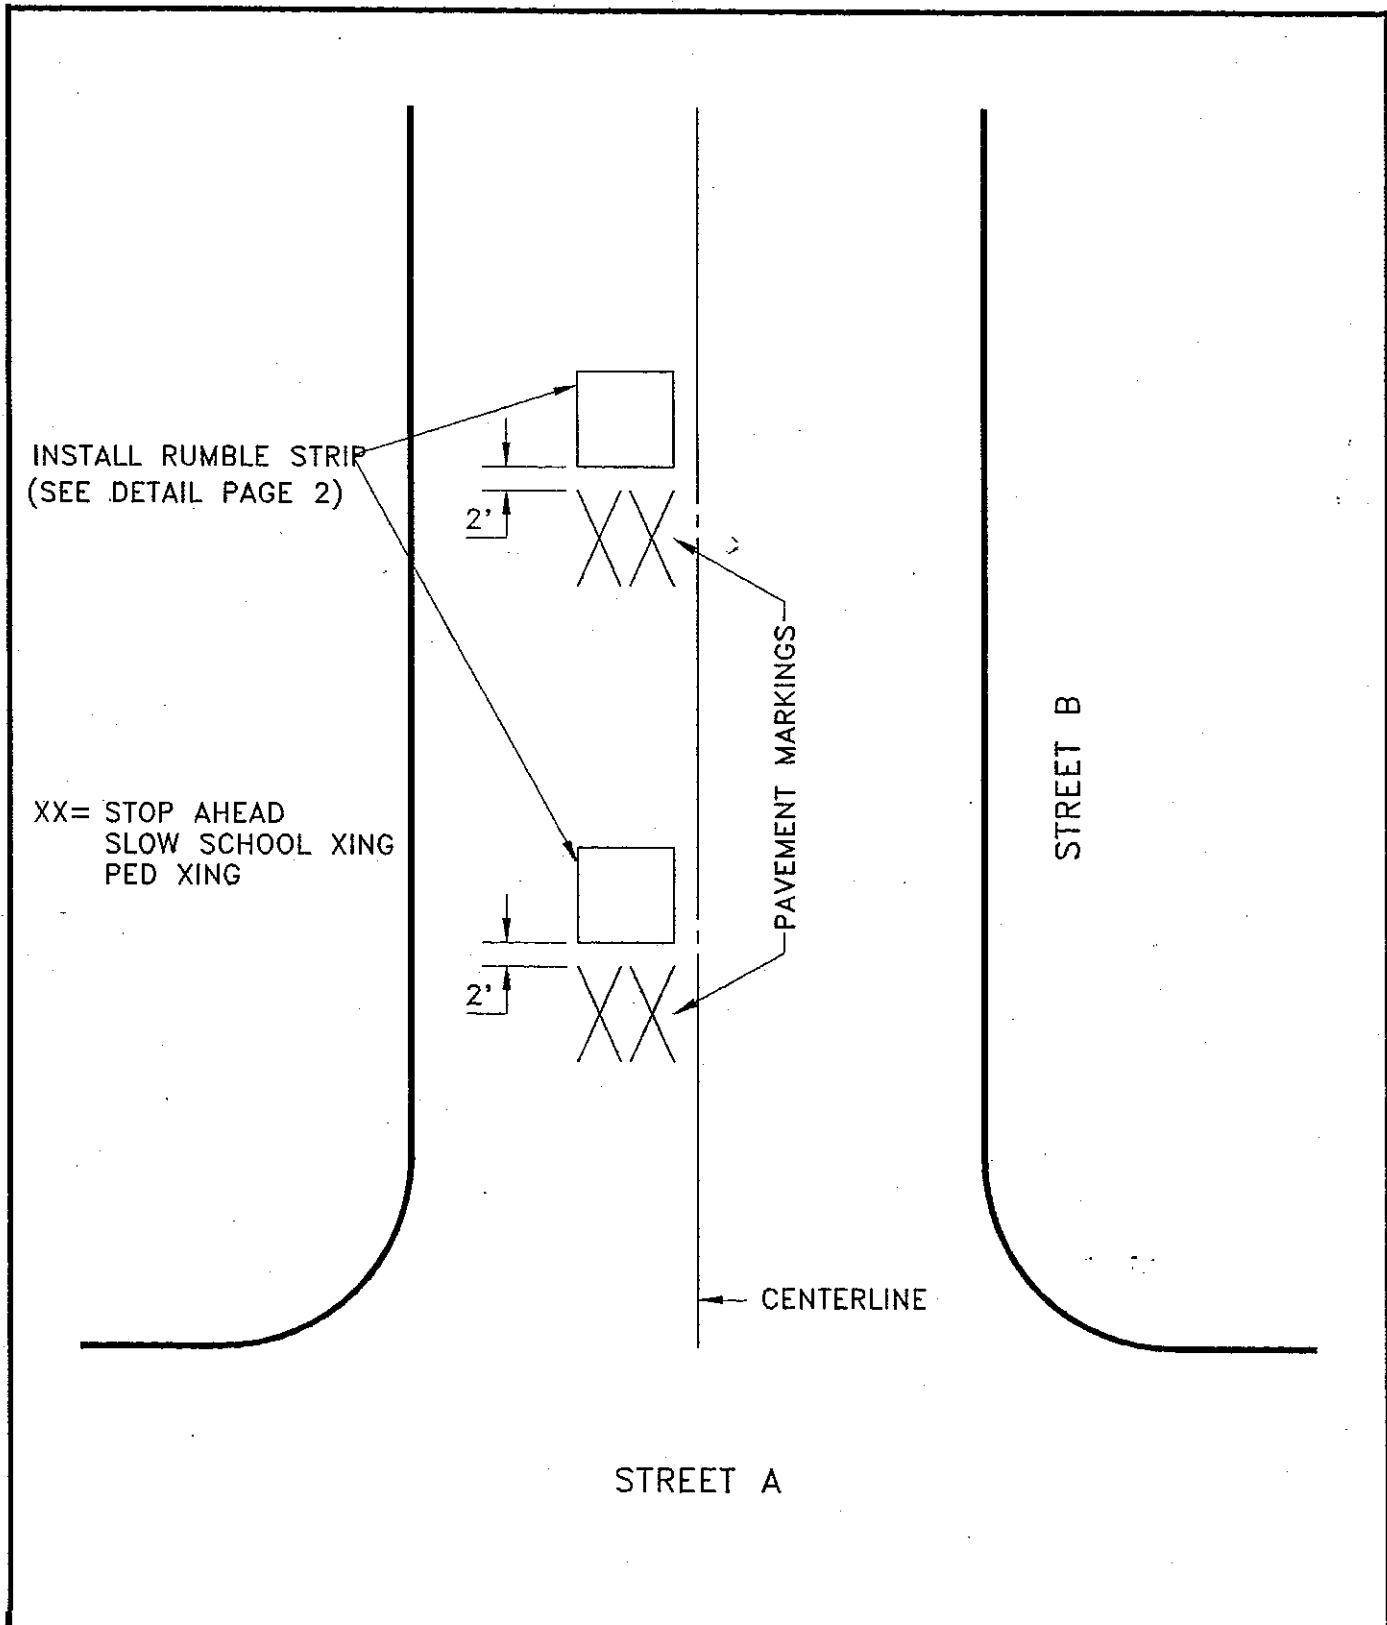 INSTALL RUMBLE STRIP
(SEE DETAIL PAGE 2)
2'
XX= STOP AHEAD
SLOW SCHOOL XING
PED XING
2'
PAVEMENT MARKINGS
STREET B
CENTERLINE
STREET A